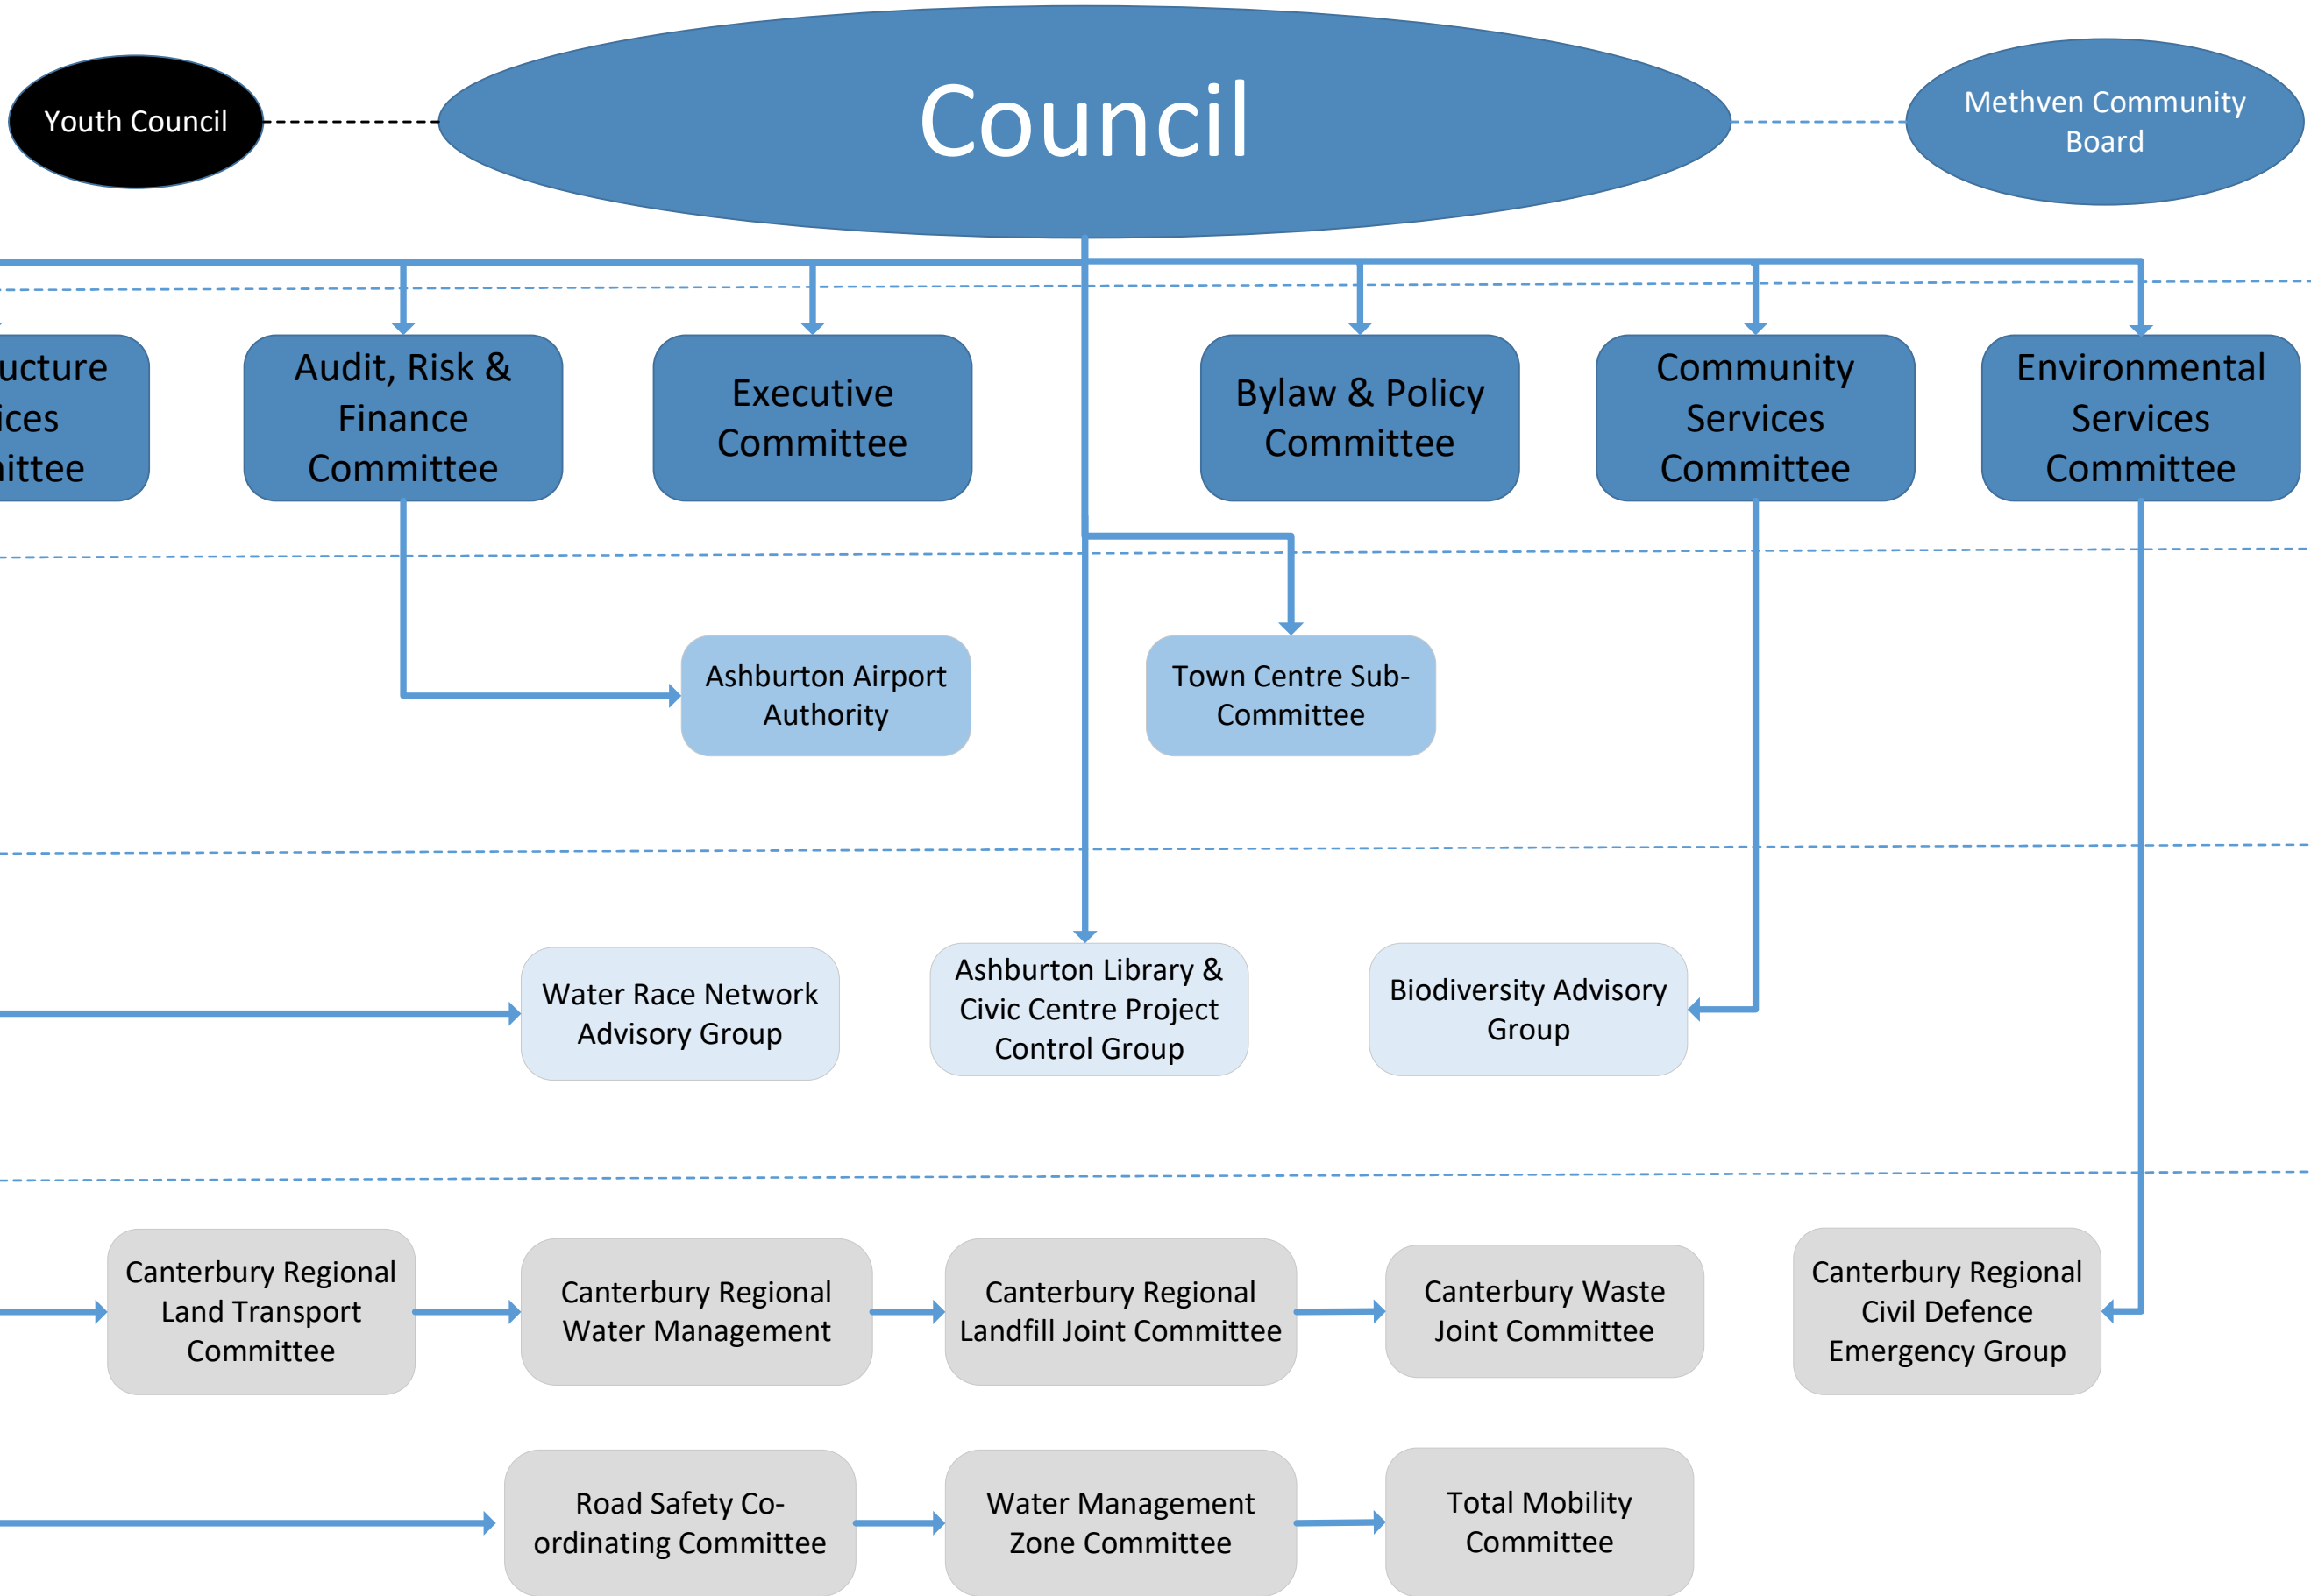 Youth Council
Council
Methven Community
Board
ucture
ices
ittee
Audit, Risk &
Finance
Committee
Executive
Committee
Bylaw & Policy
Committee
Community
Services
Committee
Environmental
Services
Committee
Ashburton Airport
Authority
Town Centre Sub-
Committee
Water Race Network
Advisory Group
Ashburton Library &
Civic Centre Project
Control Group
Biodiversity Advisory
Group
Canterbury Regional
Land Transport
Committee
Canterbury Regional
Water Management
Canterbury Regional
Landfill Joint Committee
Canterbury Waste
Joint Committee
Canterbury Regional
Civil Defence
Emergency Group
Road Safety Co-
ordinating Committee
Water Management
Zone Committee
Total Mobility
Committee